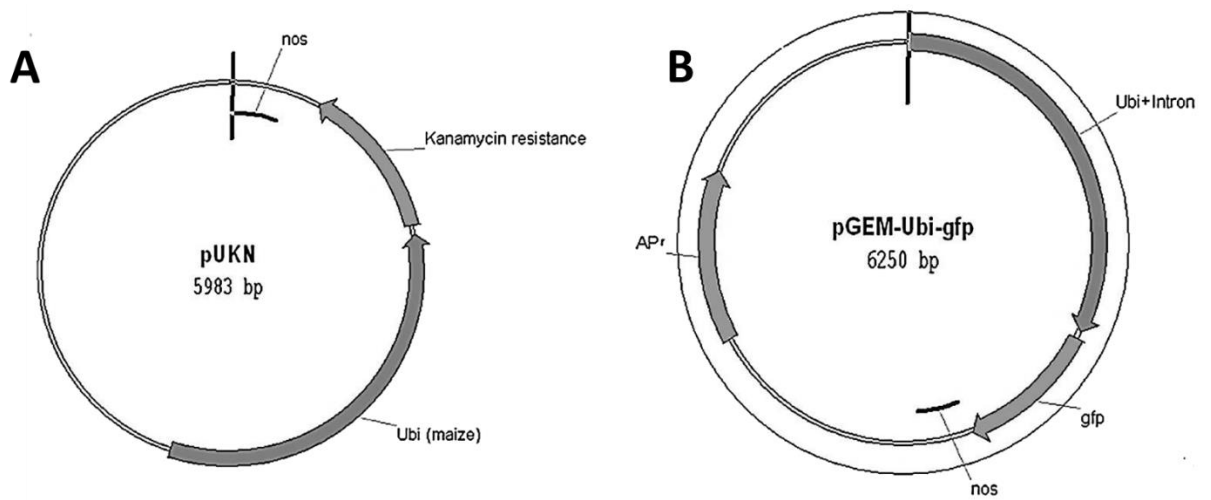 A
nos
Kanamycin resistance
pUKN
5983 bp
Ubi (maize)
B
Ubi+Intron
pGEM-Ubi-gfp
6250 bp
APr
gfp
nos